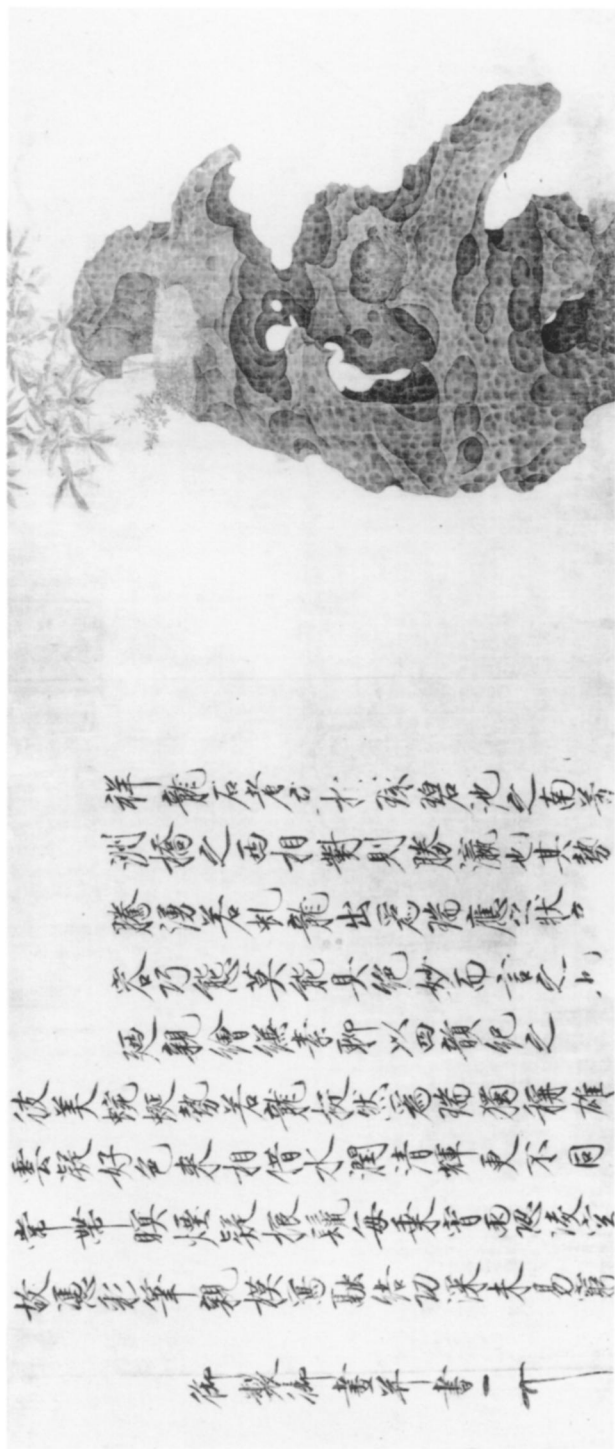 祥龍石者立於環碧池之南芳
洲橋之西相對則勝瀛也其勢
騰湧若虬龍出為瑞應之狀奇
容巧態莫能具絕妙而言之也
廼親繪縑素聊以四韻紀之
彼美蜿蜒勢若龍挺然為瑞獨稱雄
雲凝好色來相借水潤清輝更不同
常帶暝煙疑振鬣每乘宵雨恐凌空
故憑彩筆親模寫融結功深未易窮
御製御畫并書